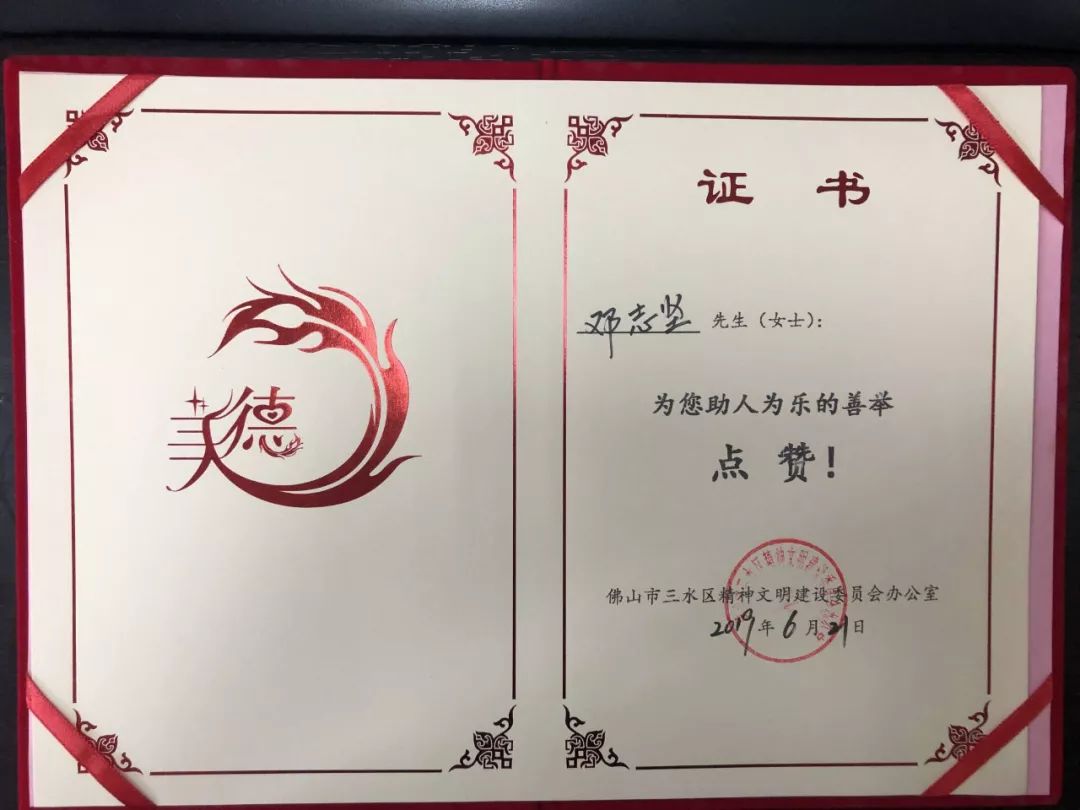 美德
证 书
邓志坚 先生（女士）：
为您助人为乐的善举
点 赞！
佛山市三水区精神文明建设委员会办公室
2019年6月21日